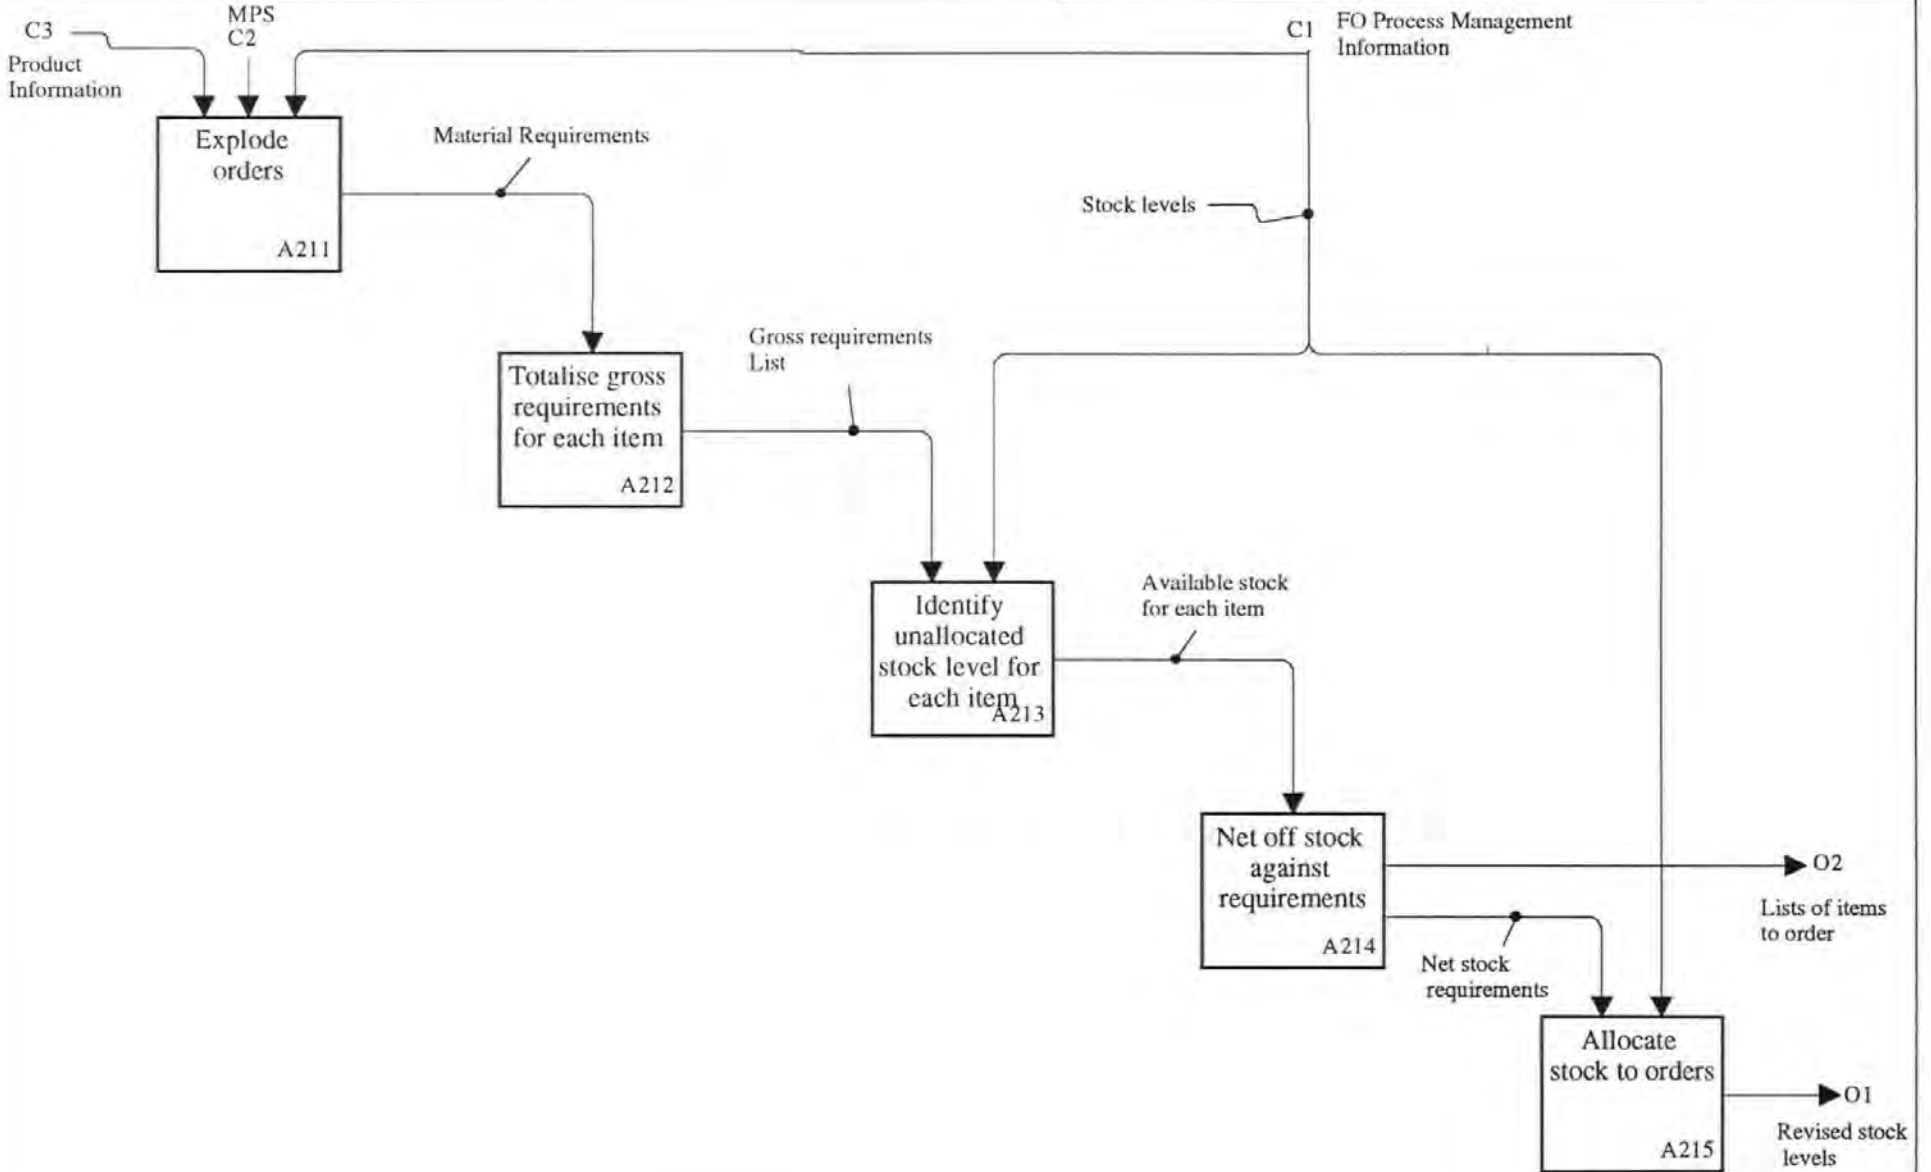 C3
Product
Information
MPS
C2
C1
FO Process Management
Information
Explode
orders
A211
Material Requirements
Stock levels
Totalise gross
requirements
for each item
A212
Gross requirements
List
Identify
unallocated
stock level for
each item
A213
Available stock
for each item
Net off stock
against
requirements
A214
O2
Lists of items
to order
Net stock
requirements
Allocate
stock to orders
A215
O1
Revised stock
levels